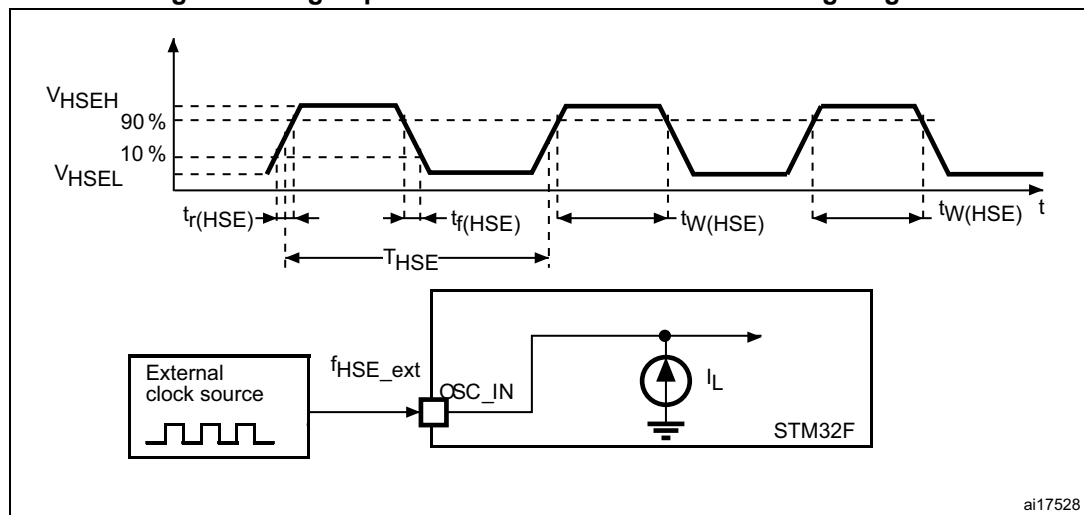 VHSEH
90 %
10 %
VHSEL
tr(HSE)
tf(HSE)
tW(HSE)
tW(HSE)
t
THSE
External
clock source
fHSE_ext
OSC_IN
IL
STM32F
ai17528